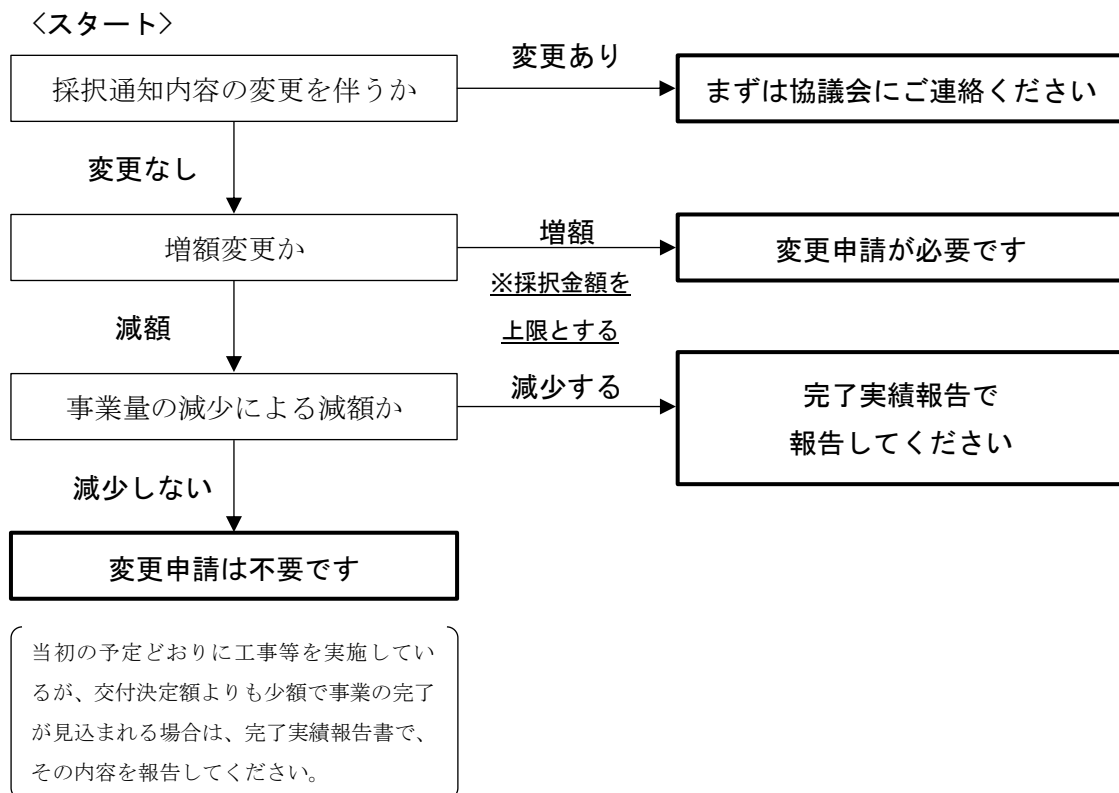 〈スタート〉
採択通知内容の変更を伴うか
変更あり
まずは協議会にご連絡ください
変更なし
増額変更か
増額
※採択金額を
上限とする
変更申請が必要です
減額
事業量の減少による減額か
減少する
完了実績報告で
報告してください
減少しない
変更申請は不要です
当初の予定どおりに工事等を実施してい
るが、交付決定額よりも少額で事業の完了
が見込まれる場合は、完了実績報告書で、
その内容を報告してください。